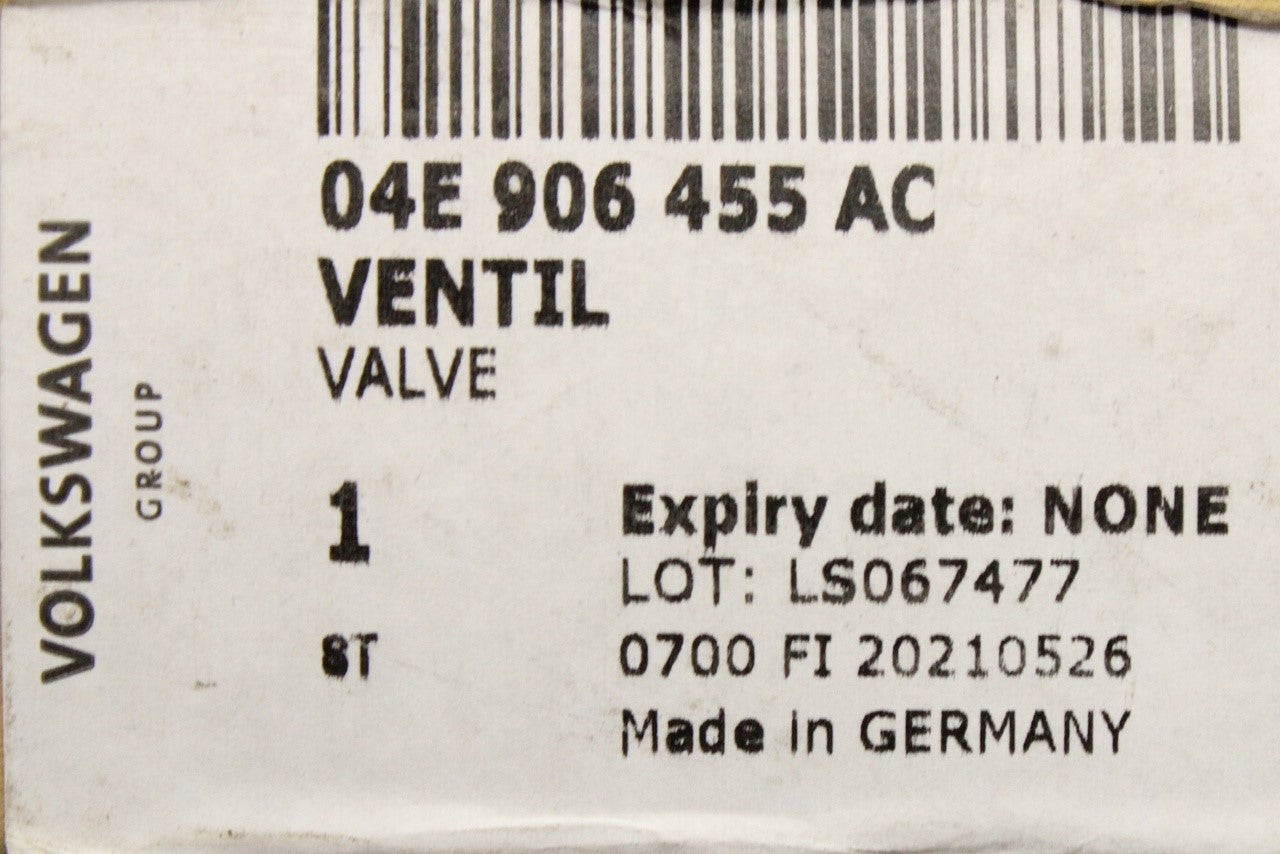 VOLKSWAGEN
GROUP
04E 906 455 AC
VENTIL
VALVE
1
ST
Expiry date: NONE
LOT: LS067477
0700 FI 20210526
Made in GERMANY